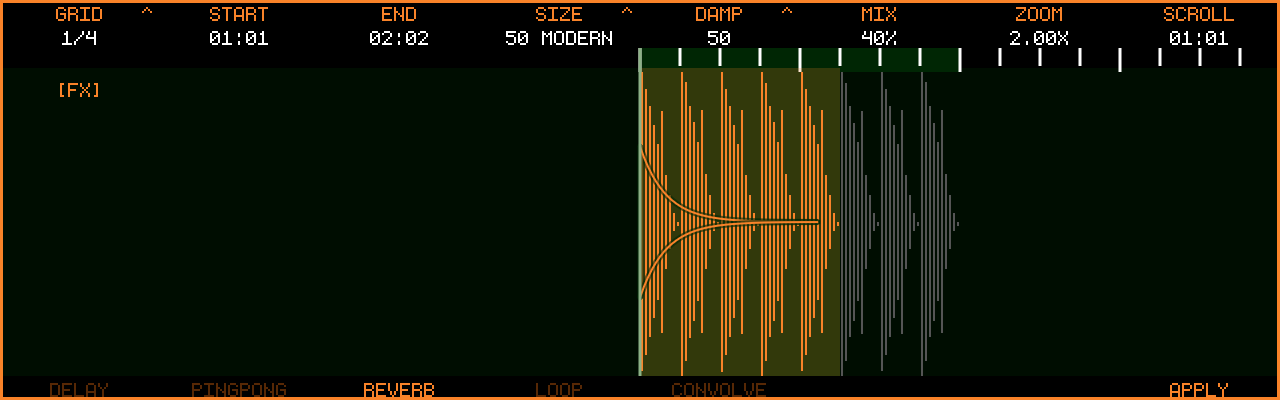 GRID ^ START END SIZE ^ DAMP ^ MIX ZOOM SCROLL
1/4 01:01 02:02 50 MODERN 50 40% 2.00X 01:01
[FX]
DELAY PINGPONG REVERB LOOP CONVOLVE APPLY